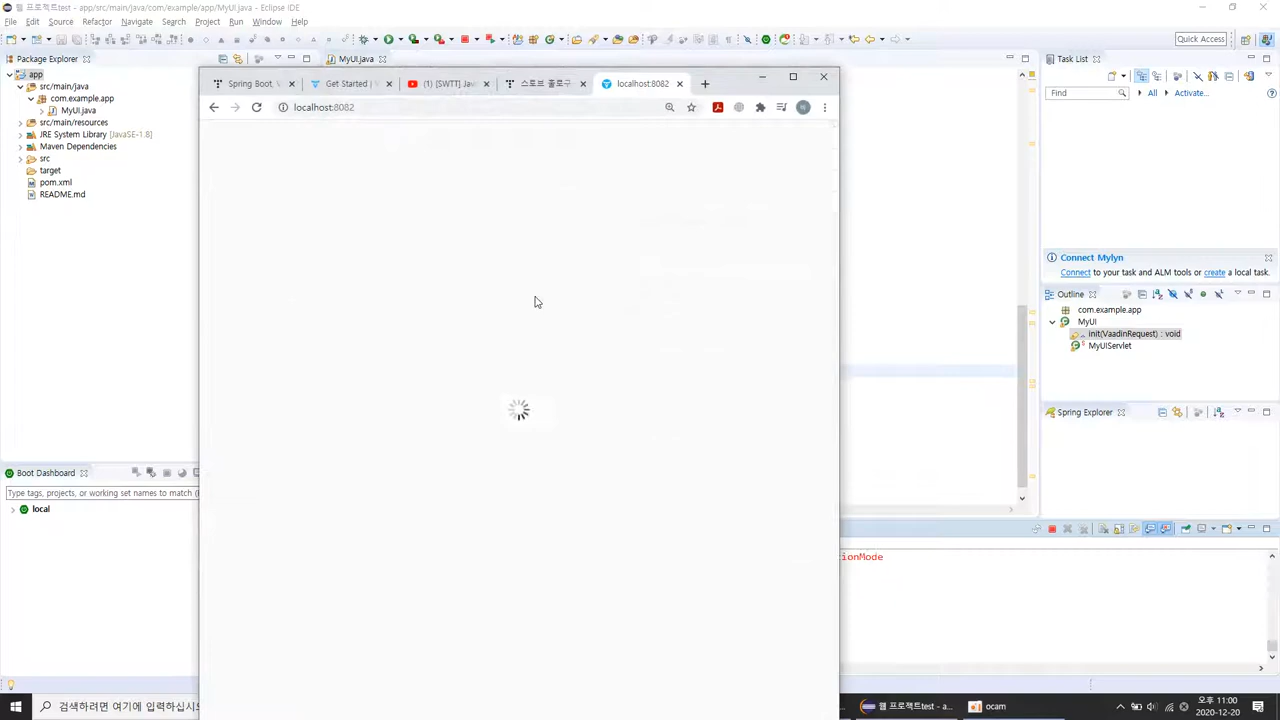 웹 프로젝트test - app/src/main/java/com/example/app/MyUI.java - Eclipse IDE
File Edit Source Refactor Navigate Search Project Run Window Help
Quick Access
Package Explorer
MyUI.java
Task List
app
src/main/java
com.example.app
MyUI.java
src/main/resources
JRE System Library [JavaSE-1.8]
Maven Dependencies
src
target
pom.xml
README.md
Spring Boot,
Get Started |
(1) [SWTT] Jav
스토브 홀로구
localhost:8082
localhost:8082
Find
All
Activate...
Connect Mylyn
Connect to your task and ALM tools or create a local task.
Outline
com.example.app
MyUI
init(VaadinRequest) : void
MyUIServlet
Spring Explorer
Boot Dashboard
Type tags, projects, or working set names to match (
local
ionMode
검색하려면 여기에 입력하십시오
웹 프로젝트test - a...
ocam
오후 11:00
2020-12-20